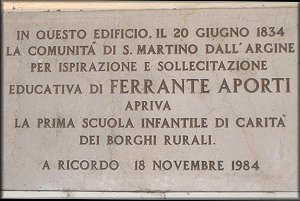 IN QUESTO EDIFICIO, IL 20 GIUGNO 1834
LA COMUNITÀ DI S. MARTINO DALL'ARGINE
PER ISPIRAZIONE E SOLLECITAZIONE
EDUCATIVA DI FERRANTE APORTI
APRIVA
LA PRIMA SCUOLA INFANTILE DI CARITÀ
DEI BORGHI RURALI.
A RICORDO 18 NOVEMBRE 1984